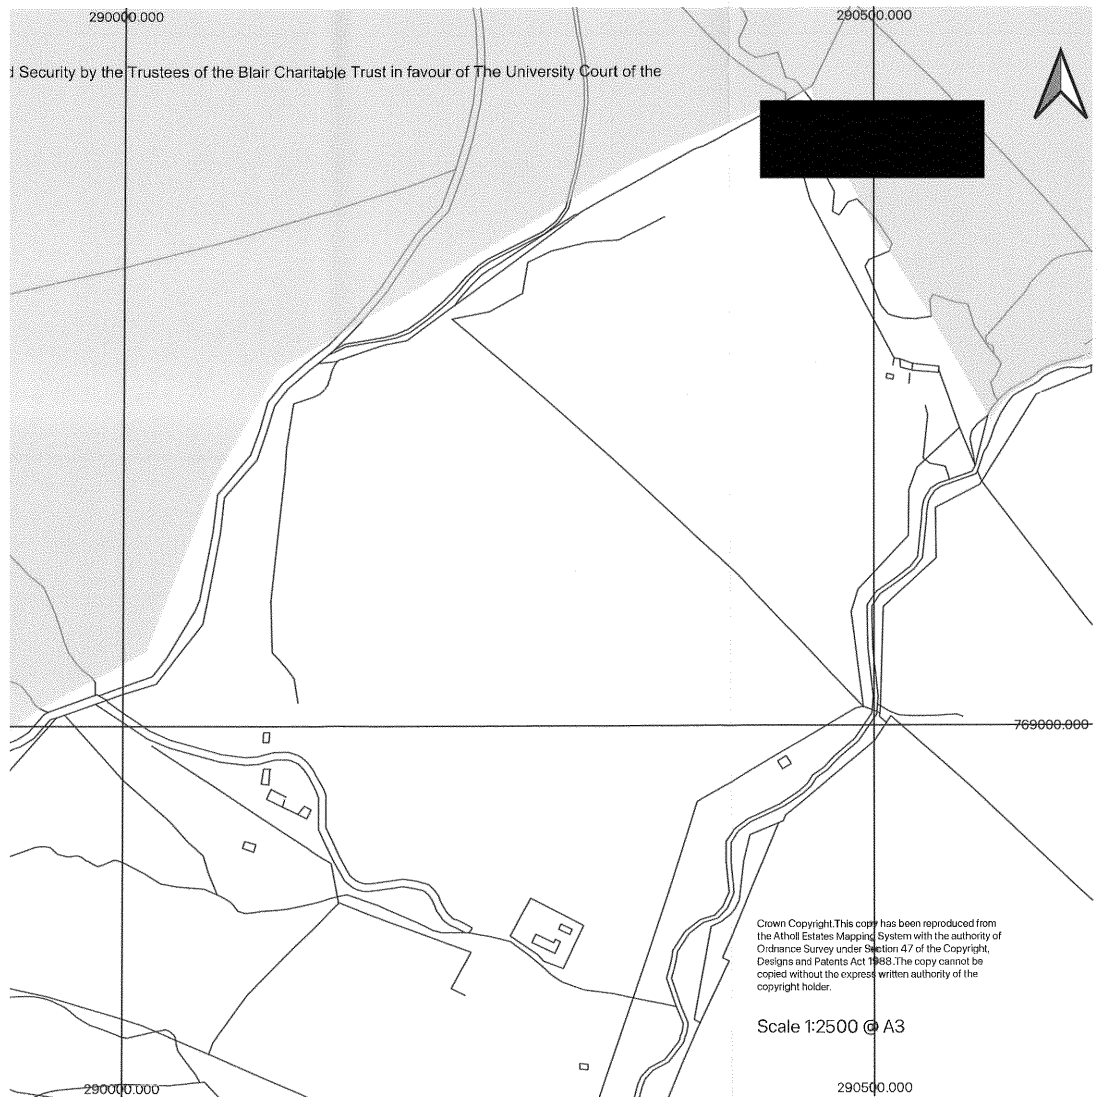 290000.000
290500.000
d Security by the Trustees of the Blair Charitable Trust in favour of The University Court of the
769000.000
Crown Copyright.This copy has been reproduced from
the Atholl Estates Mapping System with the authority of
Ordnance Survey under Section 47 of the Copyright,
Designs and Patents Act 1988.The copy cannot be
copied without the express written authority of the
copyright holder.
Scale 1:2500 @ A3
290000.000
290500.000